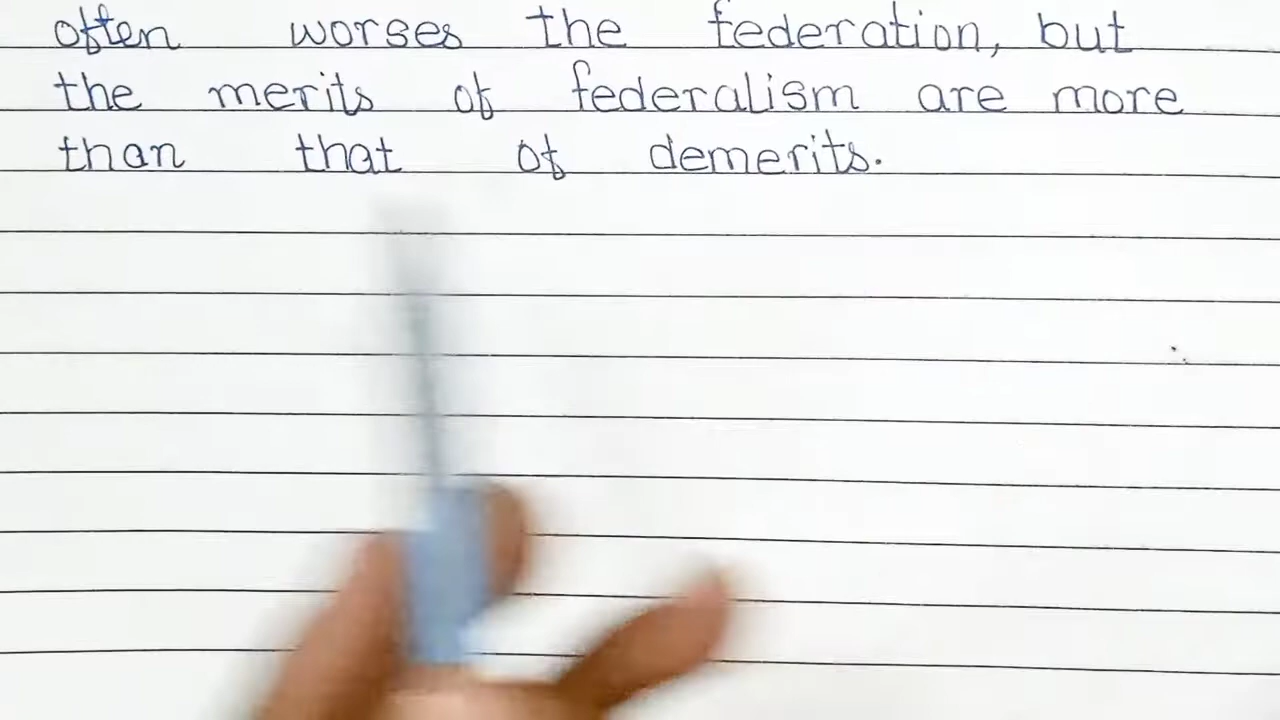 often worses the federation, but
the merits of federalism are more
than that of demerits.